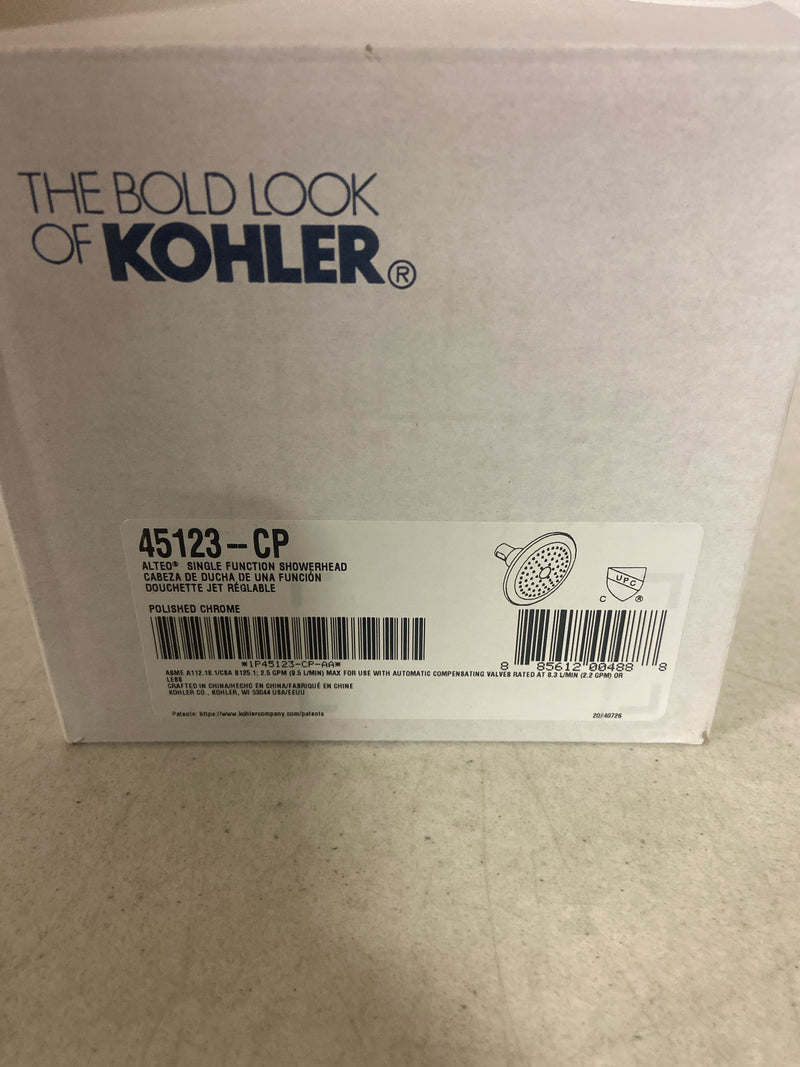 THE BOLD LOOK
OF KOHLER®
45123--CP
ALTEO® SINGLE FUNCTION SHOWERHEAD
CABEZA DE DUCHA DE UNA FUNCIÓN
DOUCHETTE JET RÉGLABLE
POLISHED CHROME
UPC
C ®
*1P45123-CP-AA*
8 85612 00488 8
ASME A112.18.1/CSA B125.1; 2.5 GPM (9.5 L/MIN) MAX FOR USE WITH AUTOMATIC COMPENSATING VALVES RATED AT 8.3 L/MIN (2.2 GPM) OR
LESS
CRAFTED IN CHINA/HECHO EN CHINA/FABRIQUÉ EN CHINE
KOHLER CO., KOHLER, WI 53044 USA/EEUU
Patents: https://www.kohlercompany.com/patents
20240726